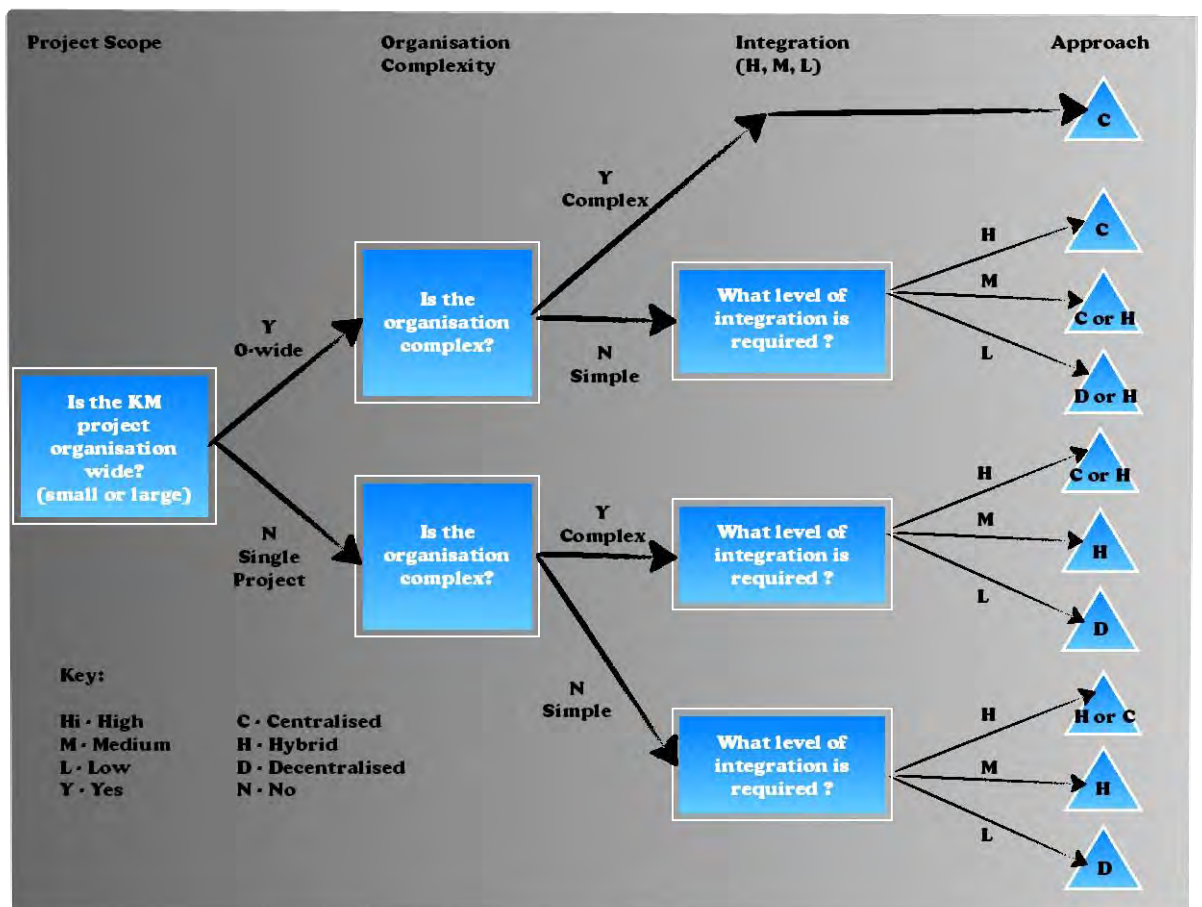 Project Scope
Organisation
Complexity
Integration
(H, M, L)
Approach
C
Y
Complex
H
C
Is the
organisation
complex?
What level of
integration is
required ?
M
C or H
Y
O-wide
N
Simple
L
D or H
Is the KM
project
organisation
wide?
(small or large)
H
C or H
N
Single
Project
Is the
organisation
complex?
Y
Complex
What level of
integration is
required ?
M
H
L
D
Key:
Hi - High
M - Medium
L - Low
Y - Yes
C - Centralised
H - Hybrid
D - Decentralised
N - No
N
Simple
What level of
integration is
required ?
H
H or C
M
H
L
D